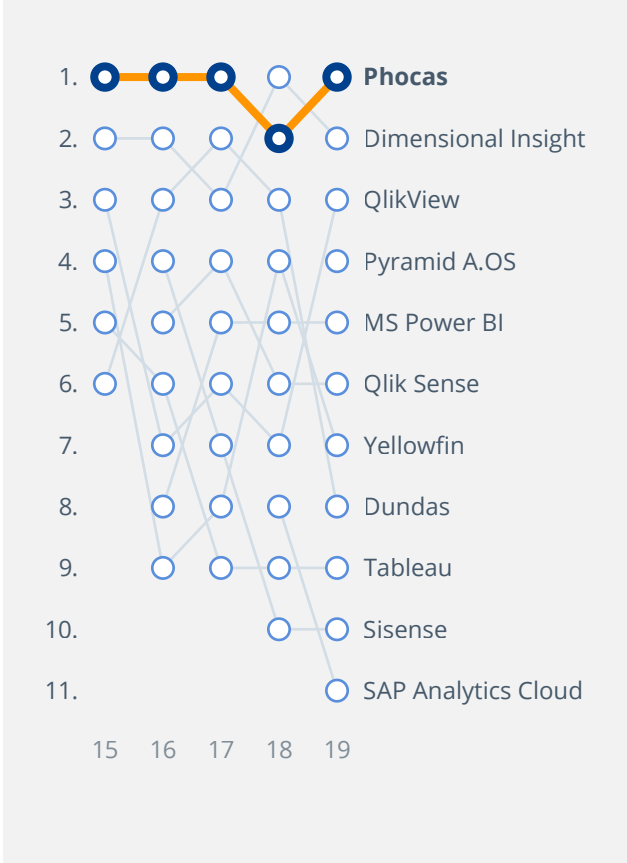 1. Phocas
2. Dimensional Insight
3. QlikView
4. Pyramid A.OS
5. MS Power BI
6. Qlik Sense
7. Yellowfin
8. Dundas
9. Tableau
10. Sisense
11. SAP Analytics Cloud
15 16 17 18 19